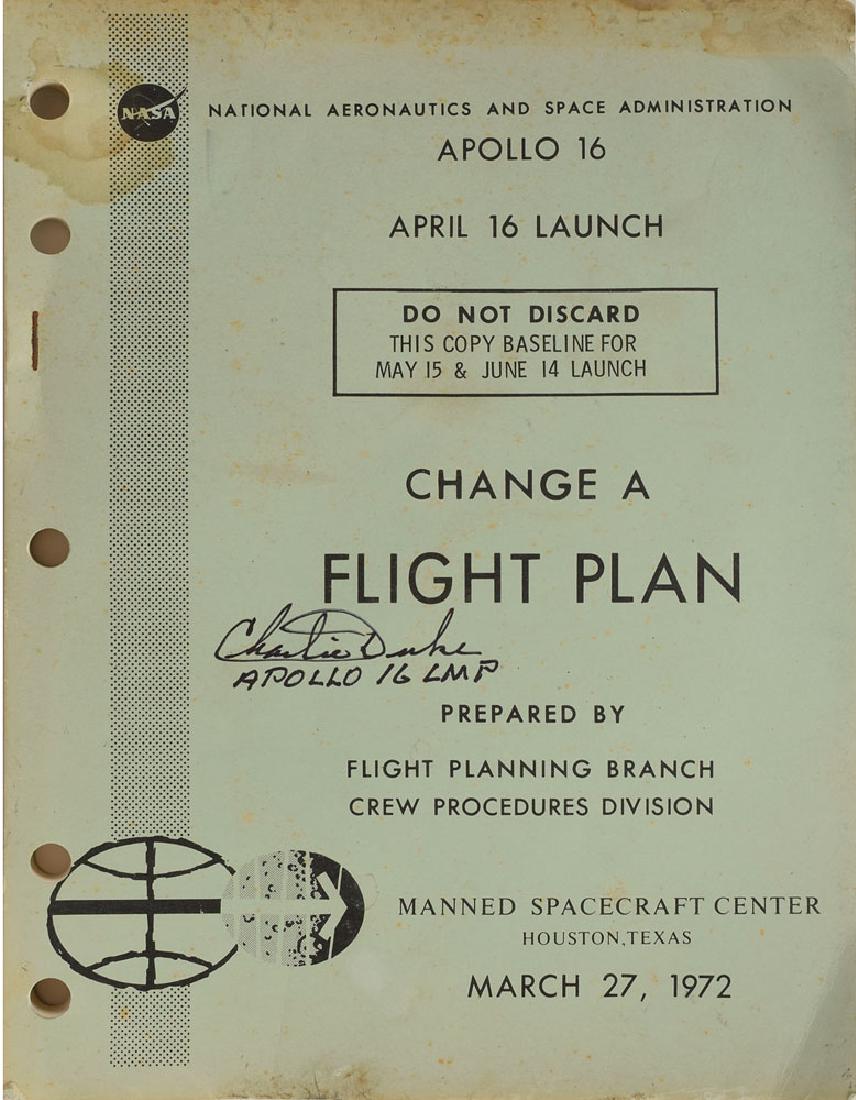 NASA
NATIONAL AERONAUTICS AND SPACE ADMINISTRATION
APOLLO 16
APRIL 16 LAUNCH
DO NOT DISCARD
THIS COPY BASELINE FOR
MAY 15 & JUNE 14 LAUNCH
CHANGE A
FLIGHT PLAN
Charlie Duke
APOLLO 16 LMP
PREPARED BY
FLIGHT PLANNING BRANCH
CREW PROCEDURES DIVISION
MANNED SPACECRAFT CENTER
HOUSTON,TEXAS
MARCH 27, 1972